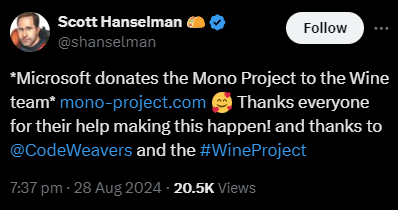 Scott Hanselman 🌮
@shanselman
Follow
*Microsoft donates the Mono Project to the Wine
team* mono-project.com 🥰 Thanks everyone
for their help making this happen! and thanks to
@CodeWeavers and the #WineProject
7:37 pm · 28 Aug 2024 · 20.5K Views